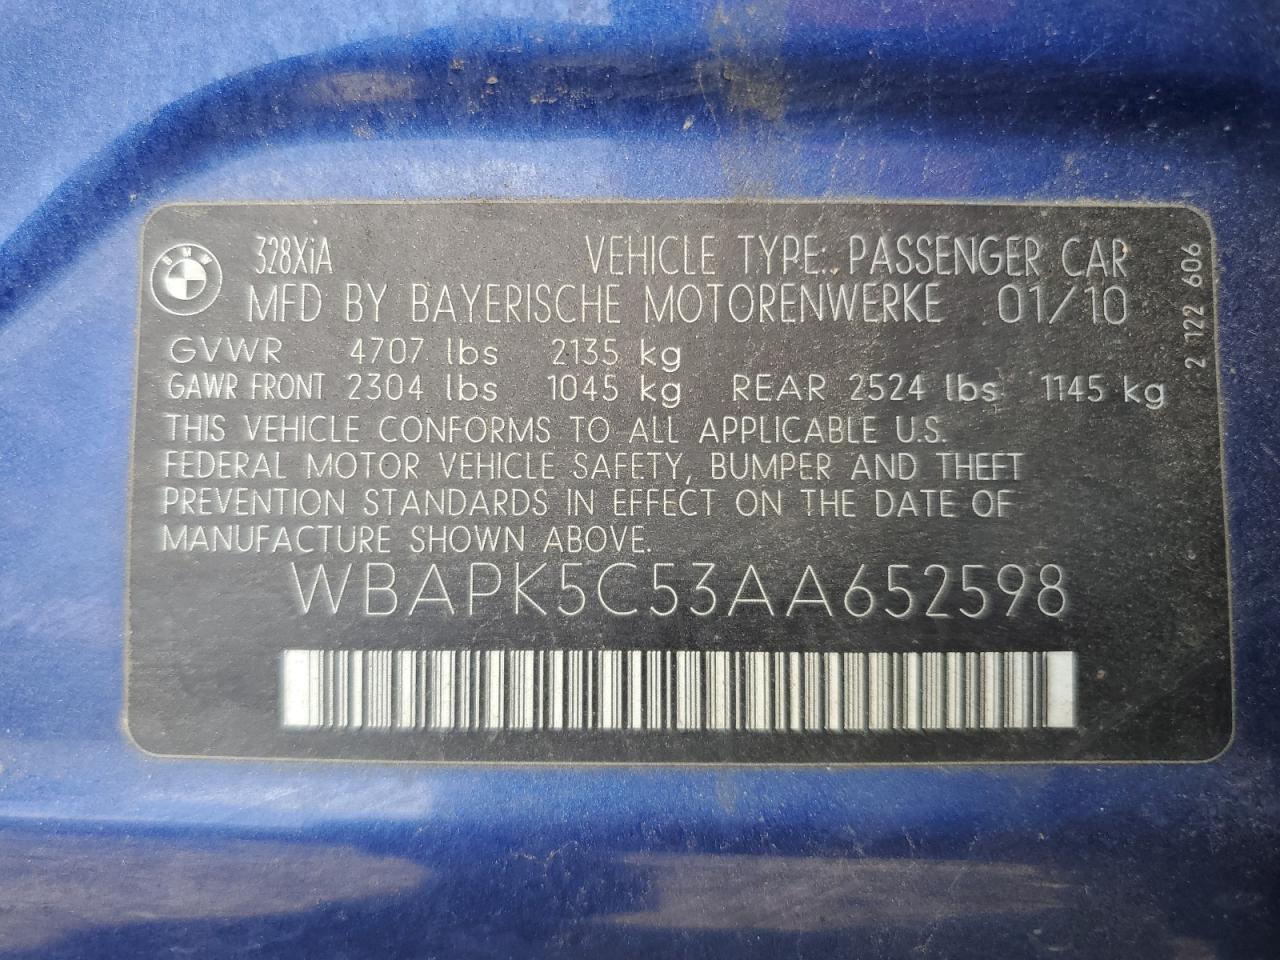 BMW
328XiA VEHICLE TYPE: PASSENGER CAR
MFD BY BAYERISCHE MOTORENWERKE 01/10
GVWR 4707 lbs 2135 kg
GAWR FRONT 2304 lbs 1045 kg REAR 2524 lbs 1145 kg
THIS VEHICLE CONFORMS TO ALL APPLICABLE U.S.
FEDERAL MOTOR VEHICLE SAFETY, BUMPER AND THEFT
PREVENTION STANDARDS IN EFFECT ON THE DATE OF
MANUFACTURE SHOWN ABOVE.
WBAPK5C53AA652598
2 122 606